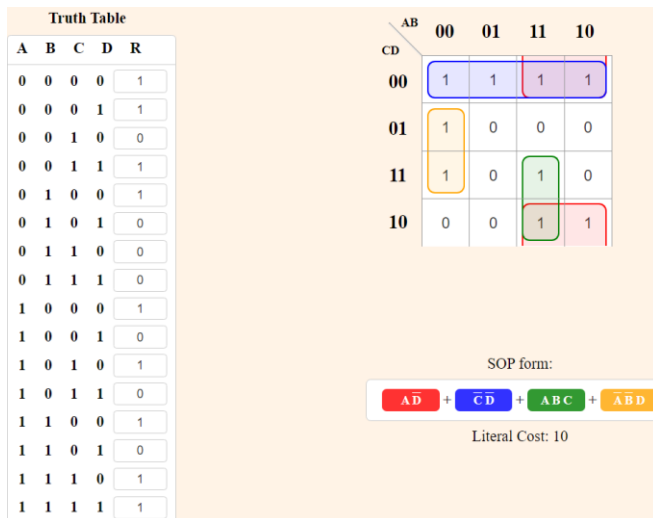 Truth Table
A B C D R
0 0 0 0 1
0 0 0 1 1
0 0 1 0 0
0 0 1 1 1
0 1 0 0 1
0 1 0 1 0
0 1 1 0 0
0 1 1 1 0
1 0 0 0 1
1 0 0 1 0
1 0 1 0 1
1 0 1 1 0
1 1 0 0 1
1 1 0 1 0
1 1 1 0 1
1 1 1 1 1
AB
CD
00 01 11 10
00 1 1 1 1
01 1 0 0 0
11 1 0 1 0
10 0 0 1 1
SOP form:
AD̅ + C̅D̅ + ABC + A̅B̅D
Literal Cost: 10